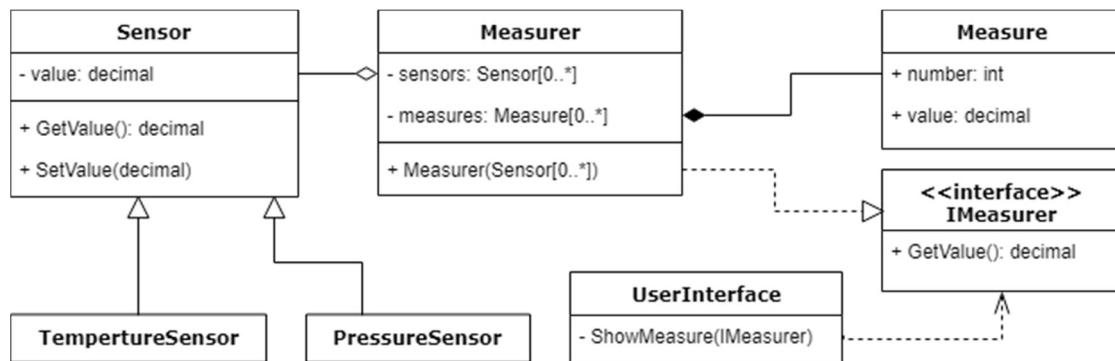 Sensor
- value: decimal
+ GetValue(): decimal
+ SetValue(decimal)
Measurer
- sensors: Sensor[0..*]
- measures: Measure[0..*]
+ Measurer(Sensor[0..*])
Measure
+ number: int
+ value: decimal
<<interface>>
IMeasurer
+ GetValue(): decimal
UserInterface
- ShowMeasure(IMeasurer)
TempertureSensor
PressureSensor